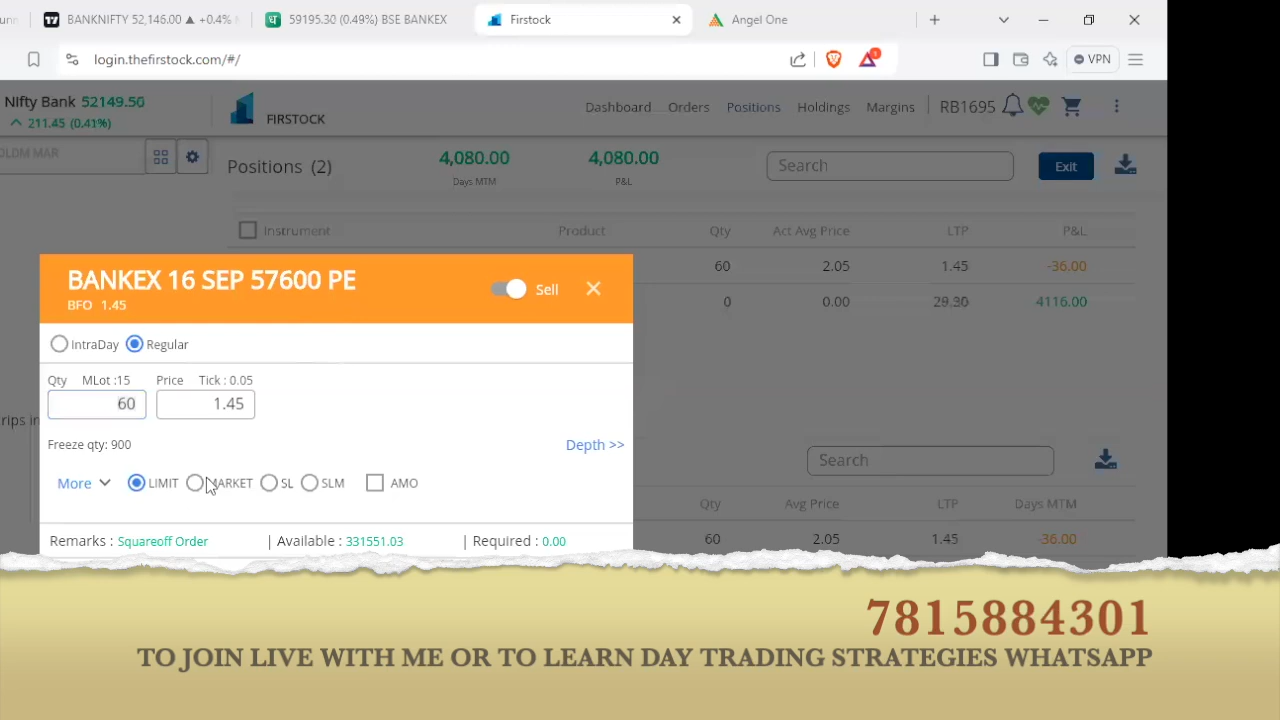 BANKNIFTY 52,146.00 ▲ +0.4%
59195.30 (0.49%) BSE BANKEX
Firstock
Angel One
login.thefirstock.com/#/
VPN
Nifty Bank 52149.50
211.45 (0.41%)
FIRSTOCK
Dashboard Orders Positions Holdings Margins RB1695
OLDM MAR
Positions (2)
4,080.00
Days MTM
4,080.00
P&L
Search
Exit
Instrument Product Qty Act Avg Price LTP P&L
60 2.05 1.45 -36.00
0 0.00 29.30 4116.00
BANKEX 16 SEP 57600 PE
BFO 1.45
Sell
IntraDay Regular
Qty MLot :15 Price Tick : 0.05
60 1.45
rips in
Freeze qty: 900
Depth >>
Search
More LIMIT MARKET SL SLM AMO
Qty Avg Price LTP Days MTM
Remarks : Squareoff Order | Available : 331551.03 | Required : 0.00
60 2.05 1.45 -36.00
7815884301
TO JOIN LIVE WITH ME OR TO LEARN DAY TRADING STRATEGIES WHATSAPP